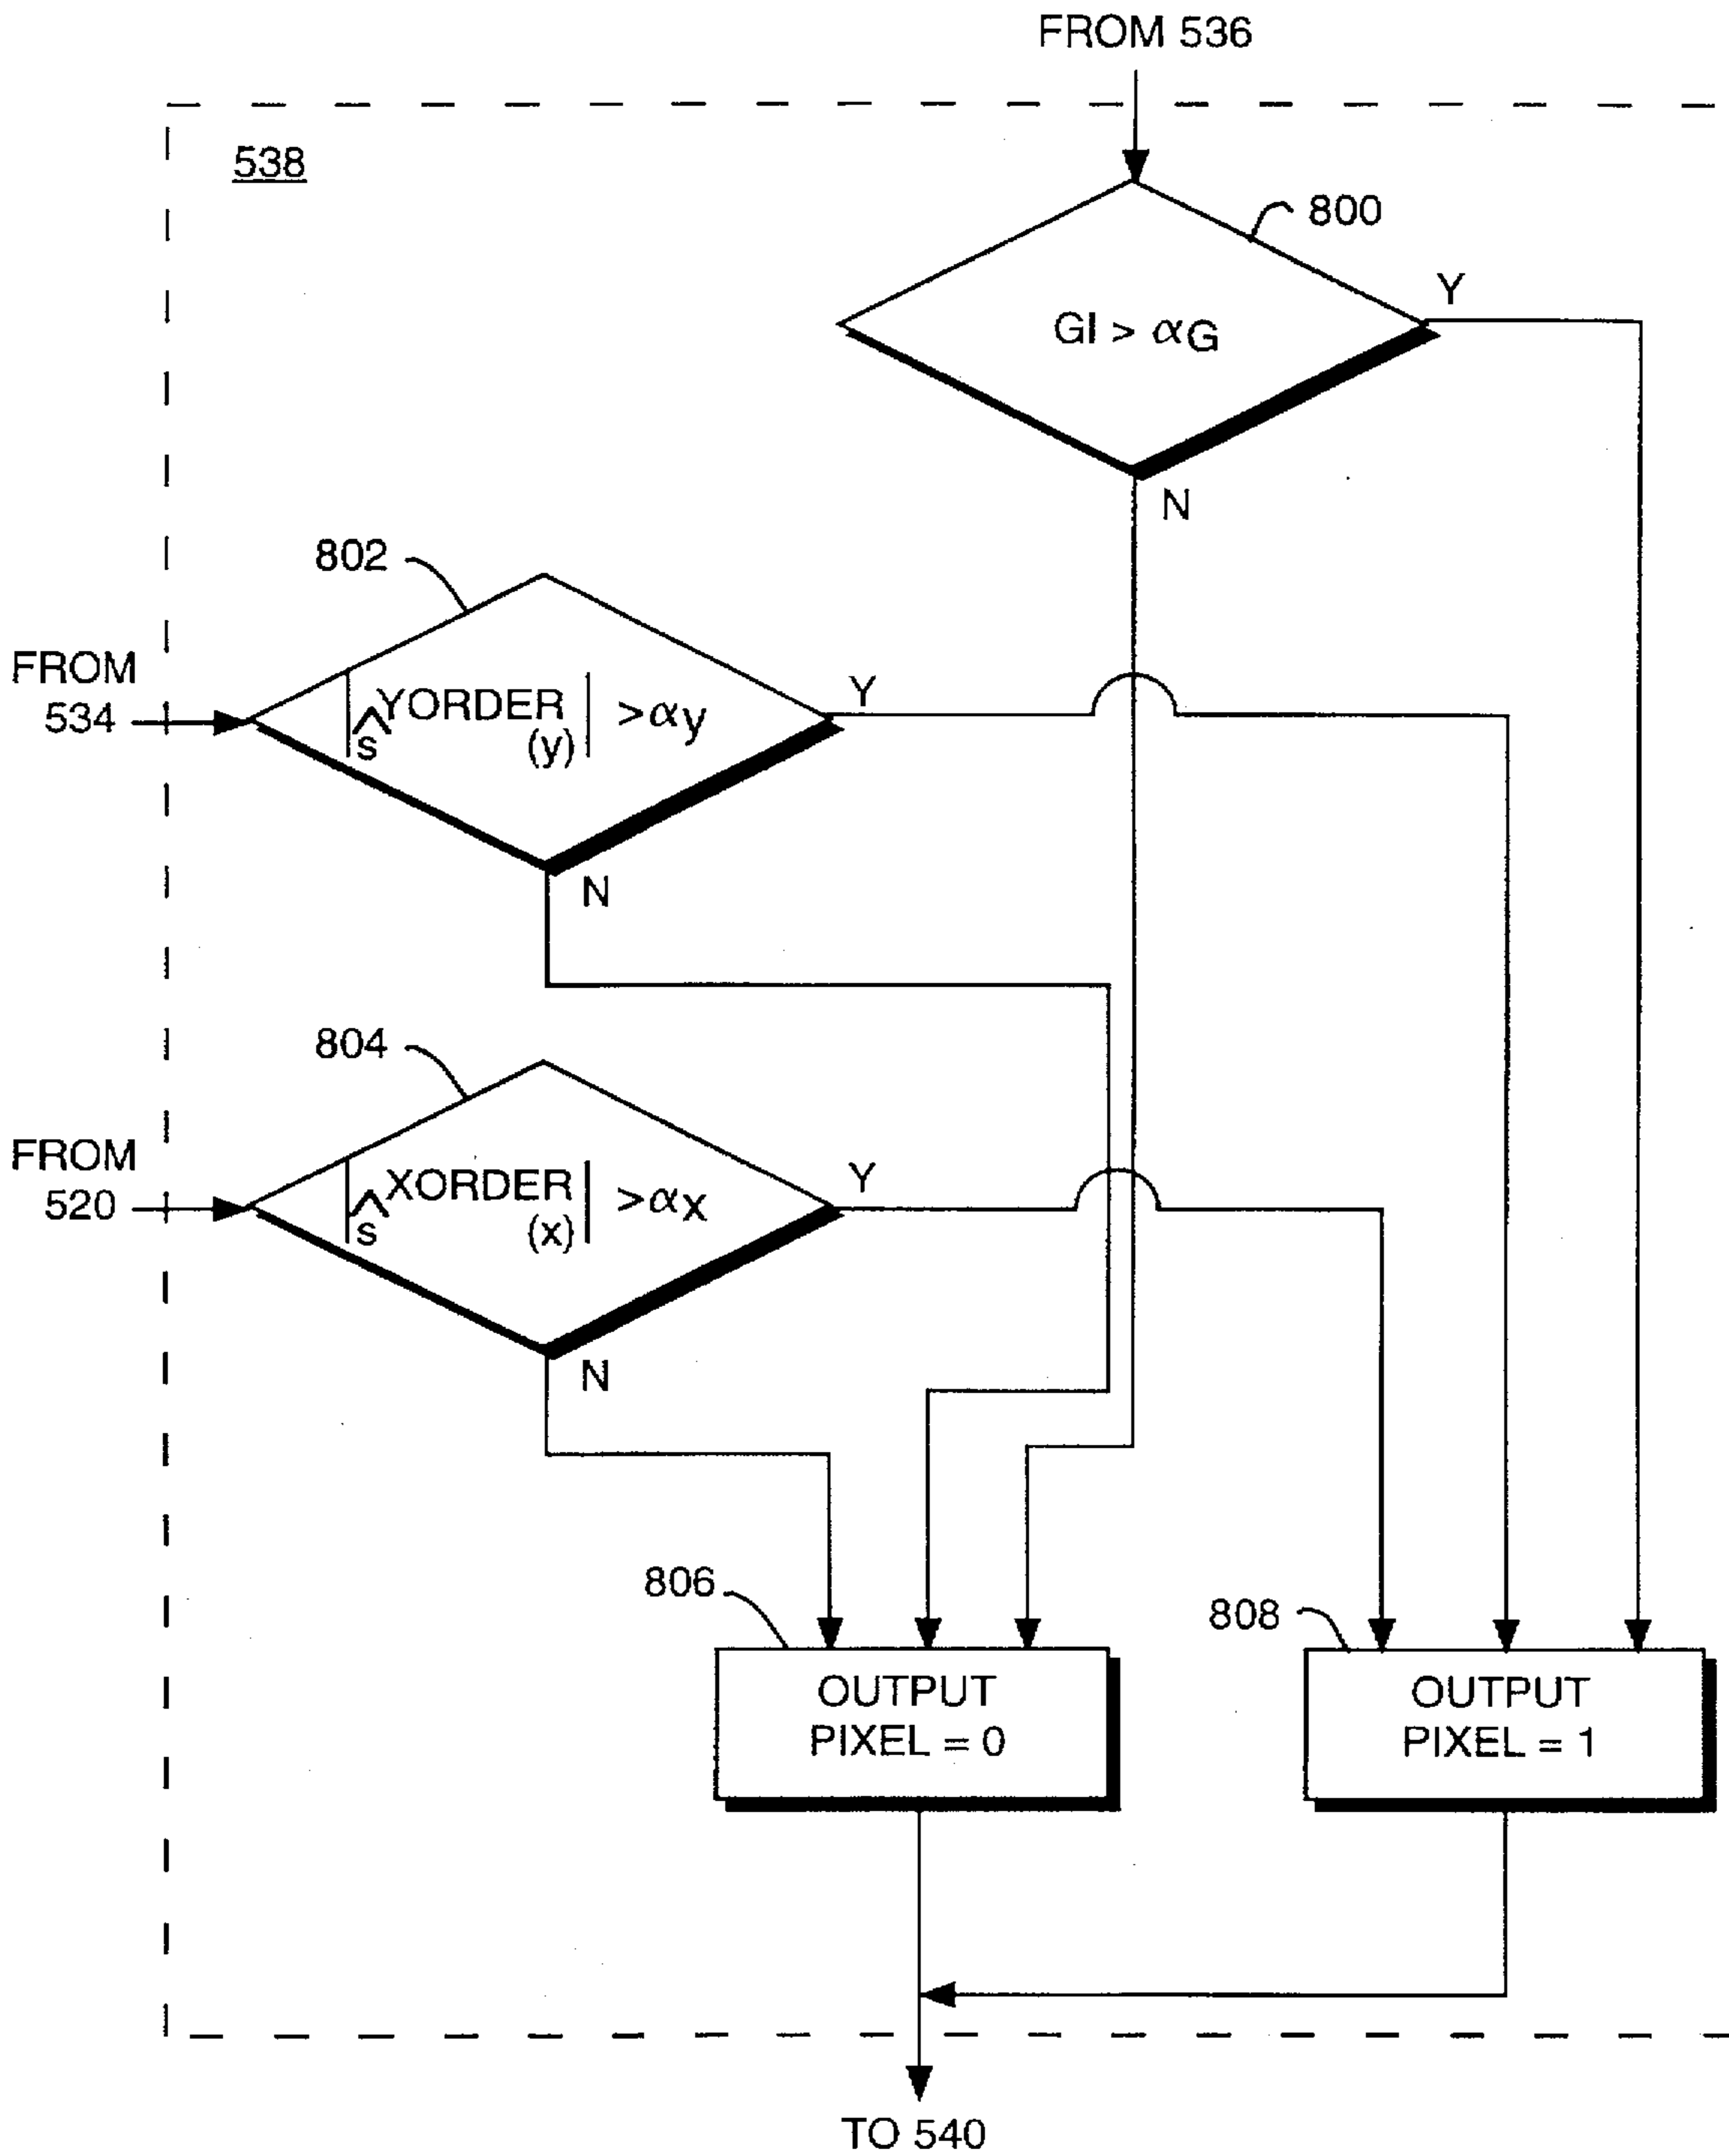 FROM 536
538
800
Y
GI > αG
N
802
FROM
534
|ŝ YORDER (y)| >αy
Y
N
804
FROM
520
|ŝ XORDER (x)| >αx
Y
N
806
808
OUTPUT
PIXEL = 0
OUTPUT
PIXEL = 1
TO 540